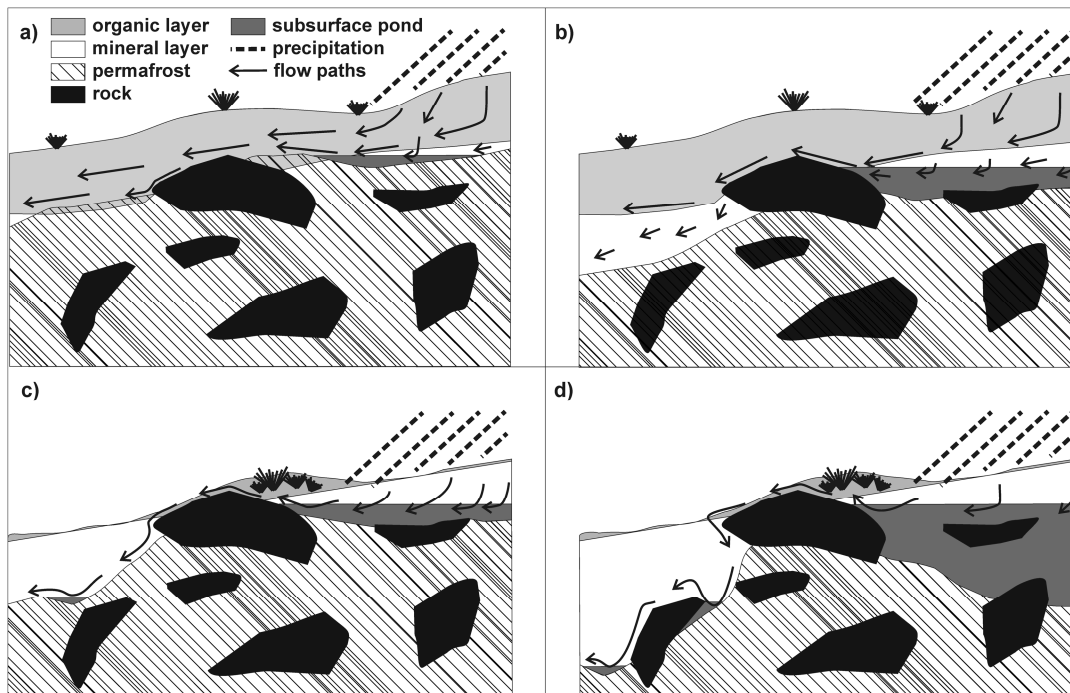 a)
organic layer
mineral layer
permafrost
rock
subsurface pond
precipitation
flow paths
b)
c)
d)